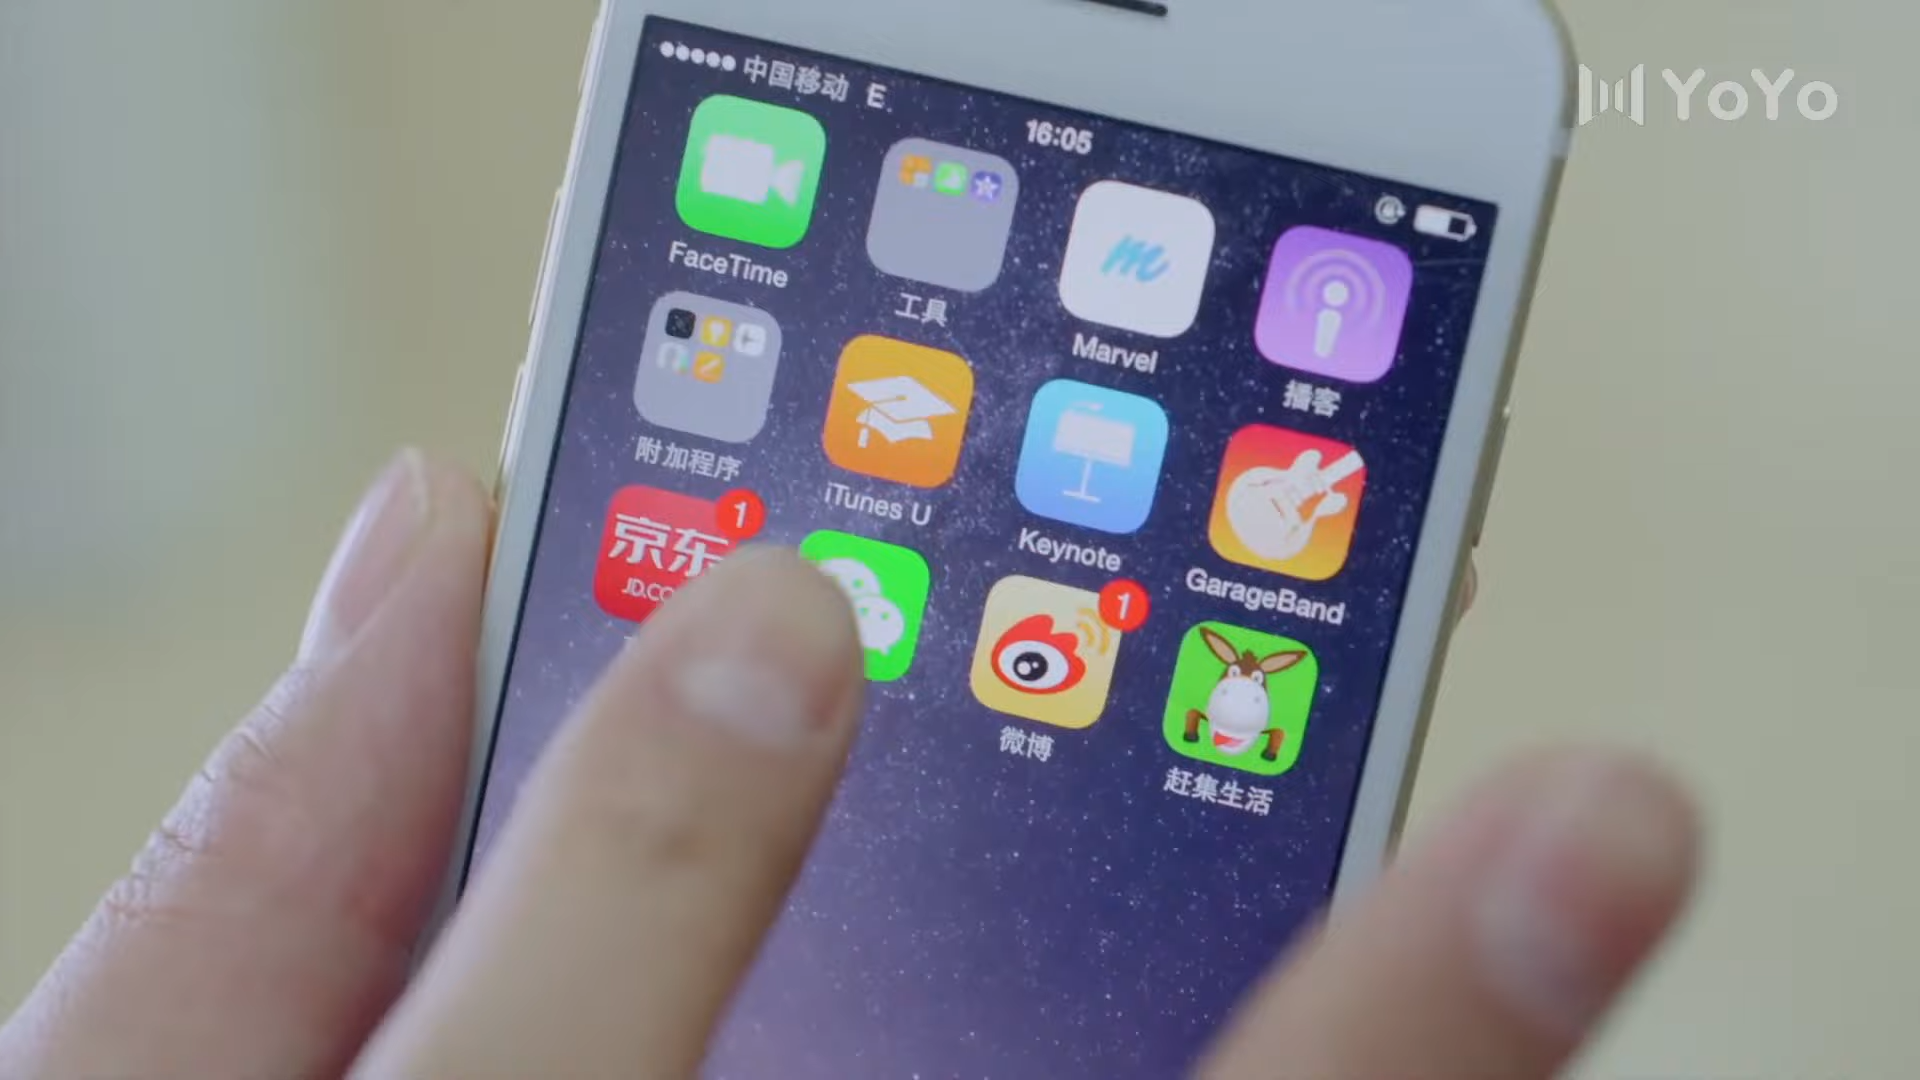 中国移动 E
16:05
YoYo
FaceTime
工具
Marvel
播客
附加程序
iTunes U
Keynote
GarageBand
京东
1
JD.CO
微博
1
赶集生活